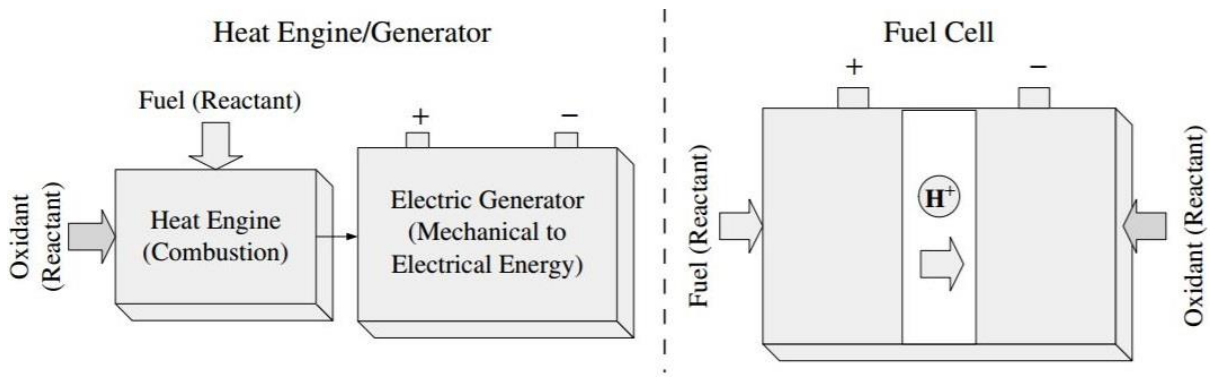 Heat Engine/Generator
Fuel (Reactant)
+
−
Oxidant
(Reactant)
Heat Engine
(Combustion)
Electric Generator
(Mechanical to
Electrical Energy)
Fuel Cell
+
−
Fuel (Reactant)
H⁺
Oxidant (Reactant)